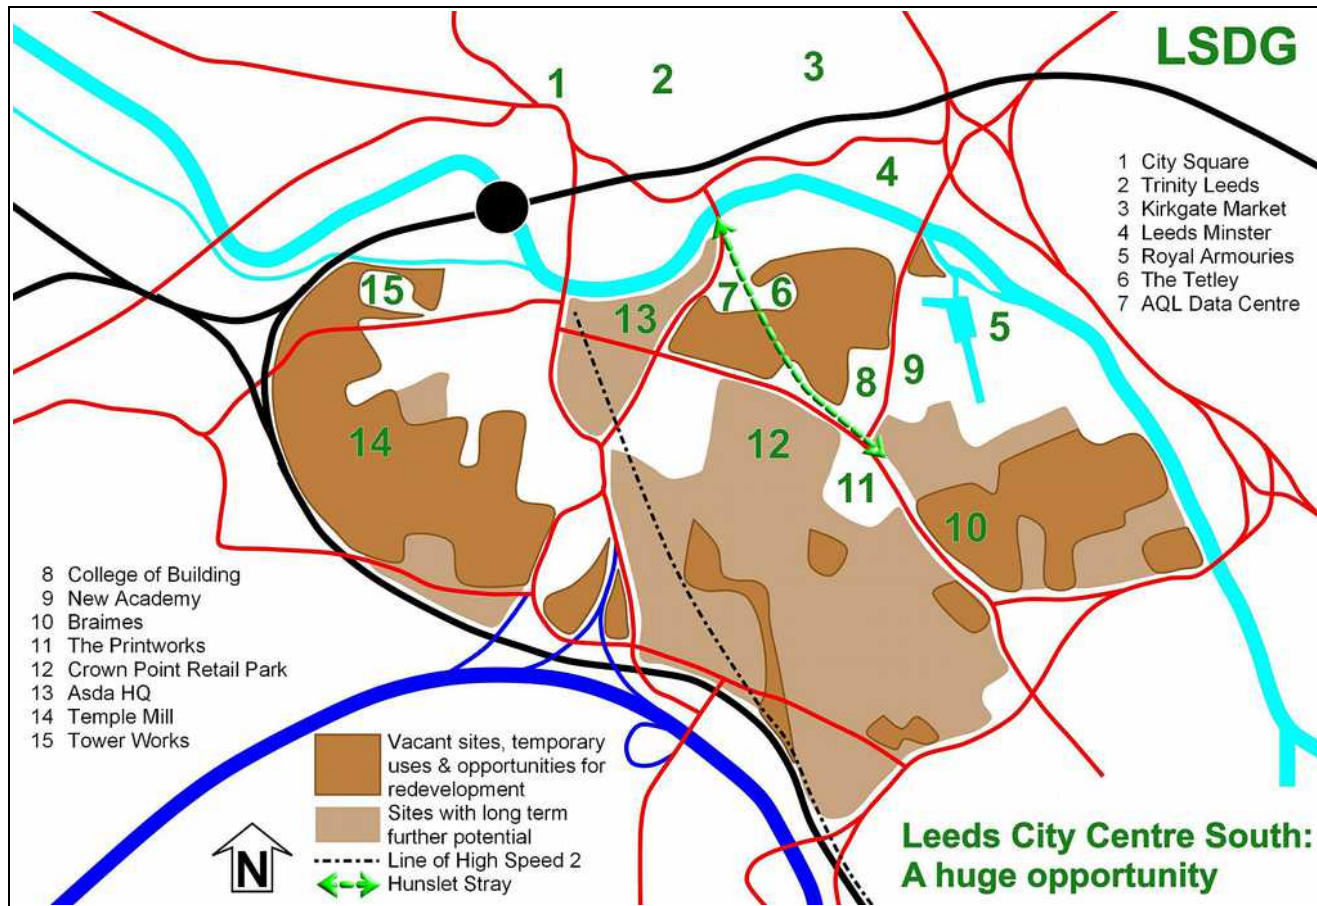 LSDG
1
2
3
4
5
6
7
8
9
10
11
12
13
14
15
1 City Square
2 Trinity Leeds
3 Kirkgate Market
4 Leeds Minster
5 Royal Armouries
6 The Tetley
7 AQL Data Centre
8 College of Building
9 New Academy
10 Braimes
11 The Printworks
12 Crown Point Retail Park
13 Asda HQ
14 Temple Mill
15 Tower Works
Vacant sites, temporary
uses & opportunities for
redevelopment
Sites with long term
further potential
Line of High Speed 2
Hunslet Stray
N
Leeds City Centre South:
A huge opportunity